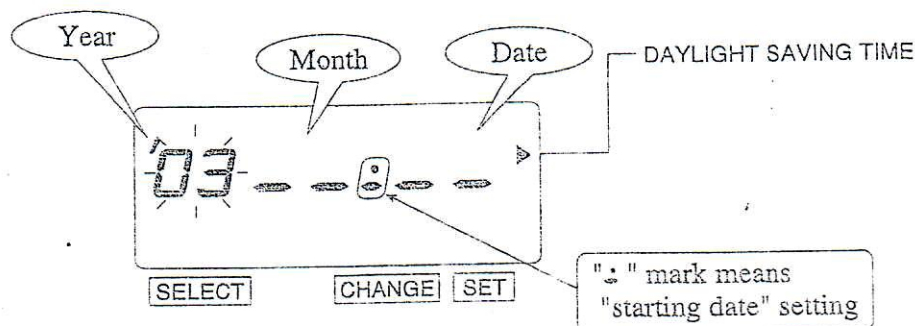 Year
Month
Date
DAYLIGHT SAVING TIME
'03 _ _ : _ _
SELECT
CHANGE
SET
":" mark means
"starting date" setting